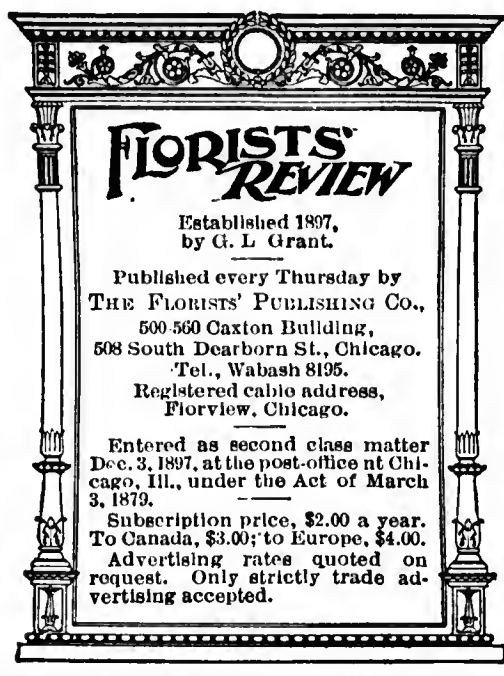 FLORISTS'
REVIEW
Established 1897,
by G. L Grant.
Published every Thursday by
THE FLORISTS' PUBLISHING CO.,
500-560 Caxton Building,
508 South Dearborn St., Chicago.
Tel., Wabash 8195.
Registered cable address,
Florview, Chicago.
Entered as second class matter
Dec. 3, 1897, at the post-office at Chi-
cago, Ill., under the Act of March
3, 1879.
Subscription price, $2.00 a year.
To Canada, $3.00; to Europe, $4.00.
Advertising rates quoted on
request. Only strictly trade ad-
vertising accepted.